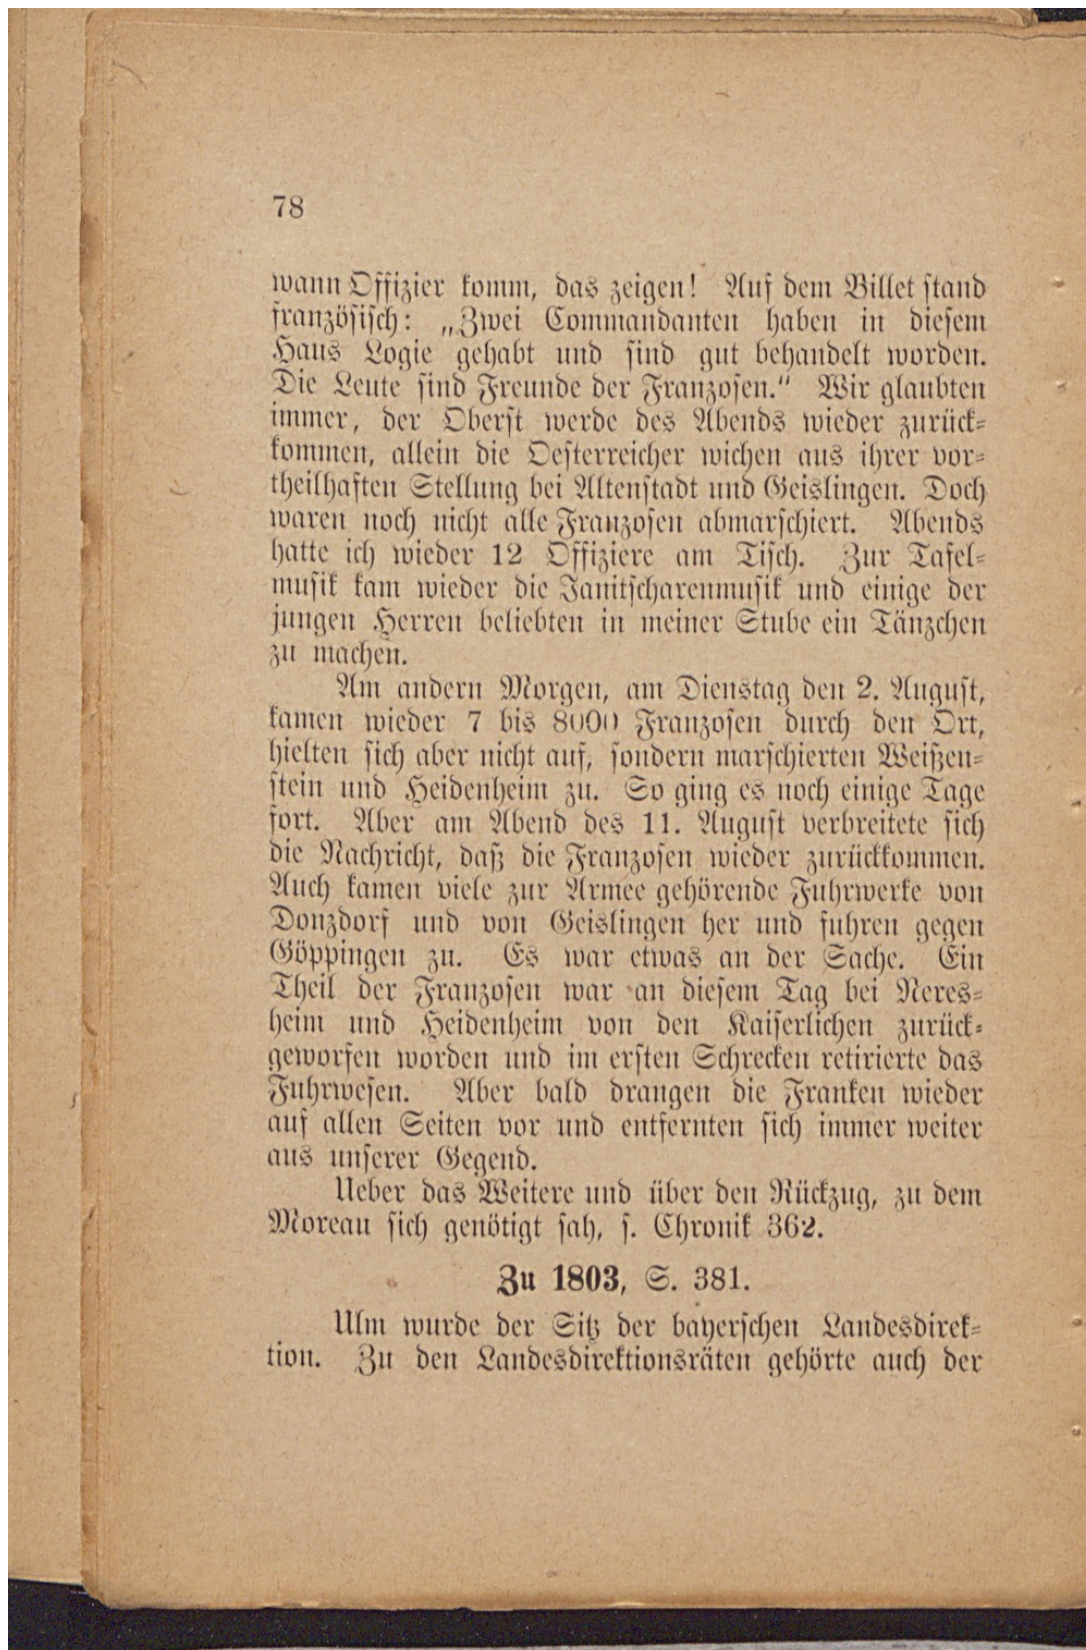 78
wann Offizier komm, das zeigen! Auf dem Billet stand
französisch: „Zwei Commandanten haben in diesem
Haus Logie gehabt und sind gut behandelt worden.
Die Leute sind Freunde der Franzosen.“ Wir glaubten
immer, der Oberst werde des Abends wieder zurück-
kommen, allein die Oesterreicher wichen aus ihrer vor-
theilhaften Stellung bei Altenstadt und Geislingen. Doch
waren noch nicht alle Franzosen abmarschiert. Abends
hatte ich wieder 12 Offiziere am Tisch. Zur Tafel-
musik kam wieder die Janitscharenmusik und einige der
jungen Herren beliebten in meiner Stube ein Tänzchen
zu machen.
Am andern Morgen, am Dienstag den 2. August,
kamen wieder 7 bis 8000 Franzosen durch den Ort,
hielten sich aber nicht auf, sondern marschierten Weißen-
stein und Heidenheim zu. So ging es noch einige Tage
fort. Aber am Abend des 11. August verbreitete sich
die Nachricht, daß die Franzosen wieder zurückkommen.
Auch kamen viele zur Armee gehörende Fuhrwerke von
Donzdorf und von Geislingen her und fuhren gegen
Göppingen zu. Es war etwas an der Sache. Ein
Theil der Franzosen war an diesem Tag bei Neres-
heim und Heidenheim von den Kaiserlichen zurück-
geworfen worden und im ersten Schrecken retirierte das
Fuhrwesen. Aber bald drangen die Franken wieder
auf allen Seiten vor und entfernten sich immer weiter
aus unserer Gegend.
Ueber das Weitere und über den Rückzug, zu dem
Moreau sich genötigt sah, s. Chronik 362.
Zu 1803, S. 381.
Ulm wurde der Sitz der bayerschen Landesdirek-
tion. Zu den Landesdirektionsräten gehörte auch der